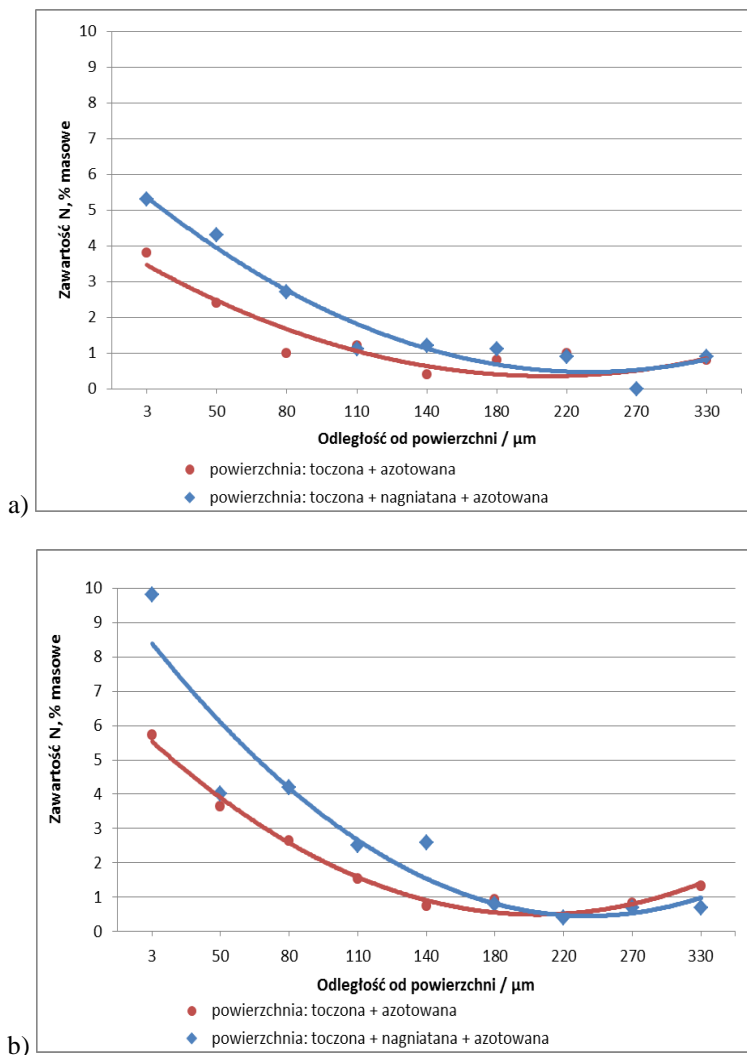 10
9
8
7
6
5
4
3
2
1
0
Zawartość N, % masowe
3 50 80 110 140 180 220 270 330
Odległość od powierzchni / µm
powierzchnia: toczona + azotowana
powierzchnia: toczona + nagniatana + azotowana
a)
10
9
8
7
6
5
4
3
2
1
0
Zawartość N, % masowe
3 50 80 110 140 180 220 270 330
Odległość od powierzchni / µm
powierzchnia: toczona + azotowana
powierzchnia: toczona + nagniatana + azotowana
b)